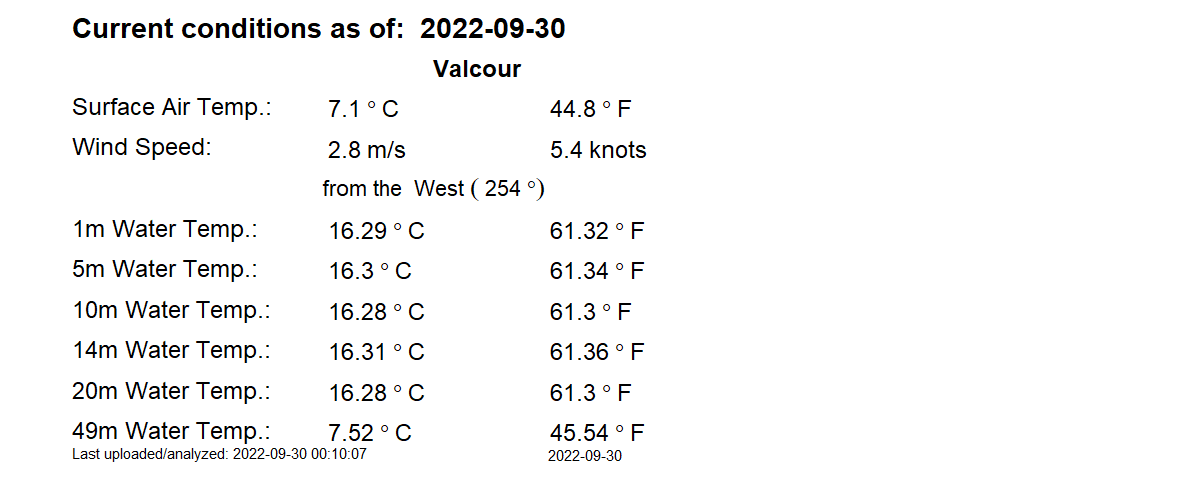 Current conditions as of: 2022-09-30
Valcour
Surface Air Temp.: 7.1 ° C 44.8 ° F
Wind Speed: 2.8 m/s 5.4 knots
from the West ( 254 °)
1m Water Temp.: 16.29 ° C 61.32 ° F
5m Water Temp.: 16.3 ° C 61.34 ° F
10m Water Temp.: 16.28 ° C 61.3 ° F
14m Water Temp.: 16.31 ° C 61.36 ° F
20m Water Temp.: 16.28 ° C 61.3 ° F
49m Water Temp.: 7.52 ° C 45.54 ° F
Last uploaded/analyzed: 2022-09-30 00:10:07 2022-09-30